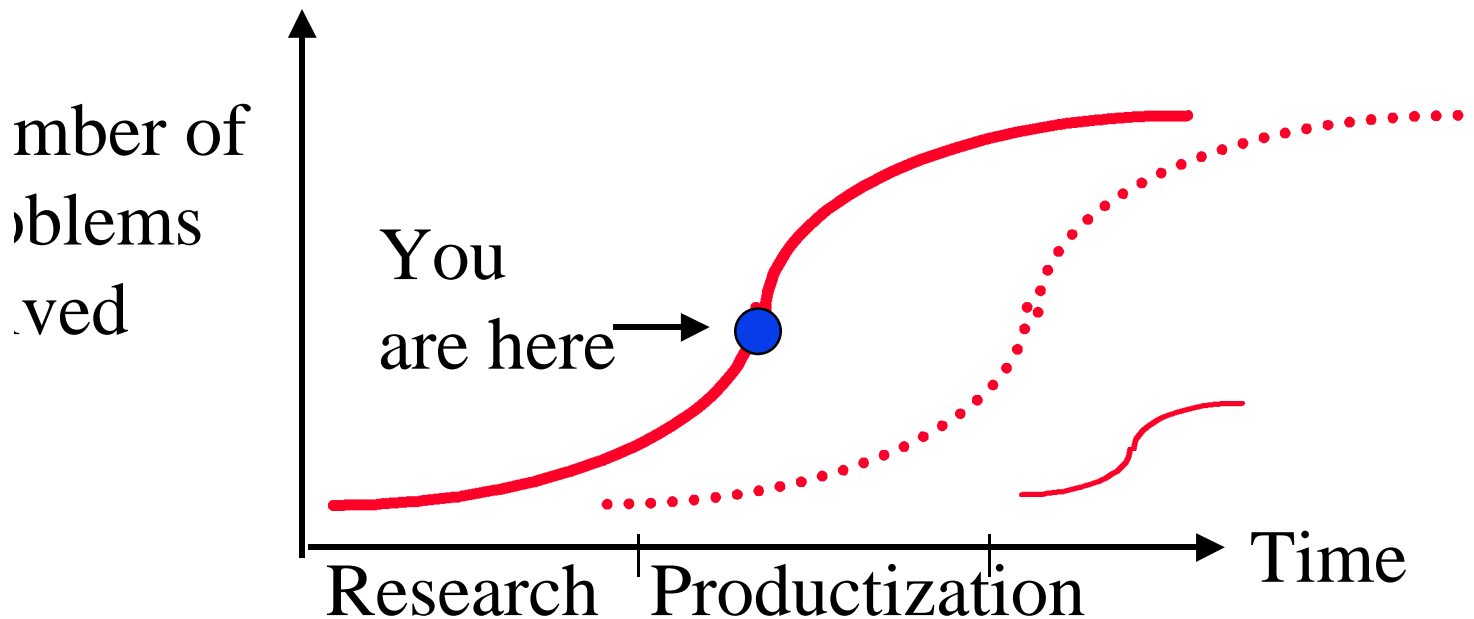 mber of
blems
ved
You
are here
Time
Research
Productization